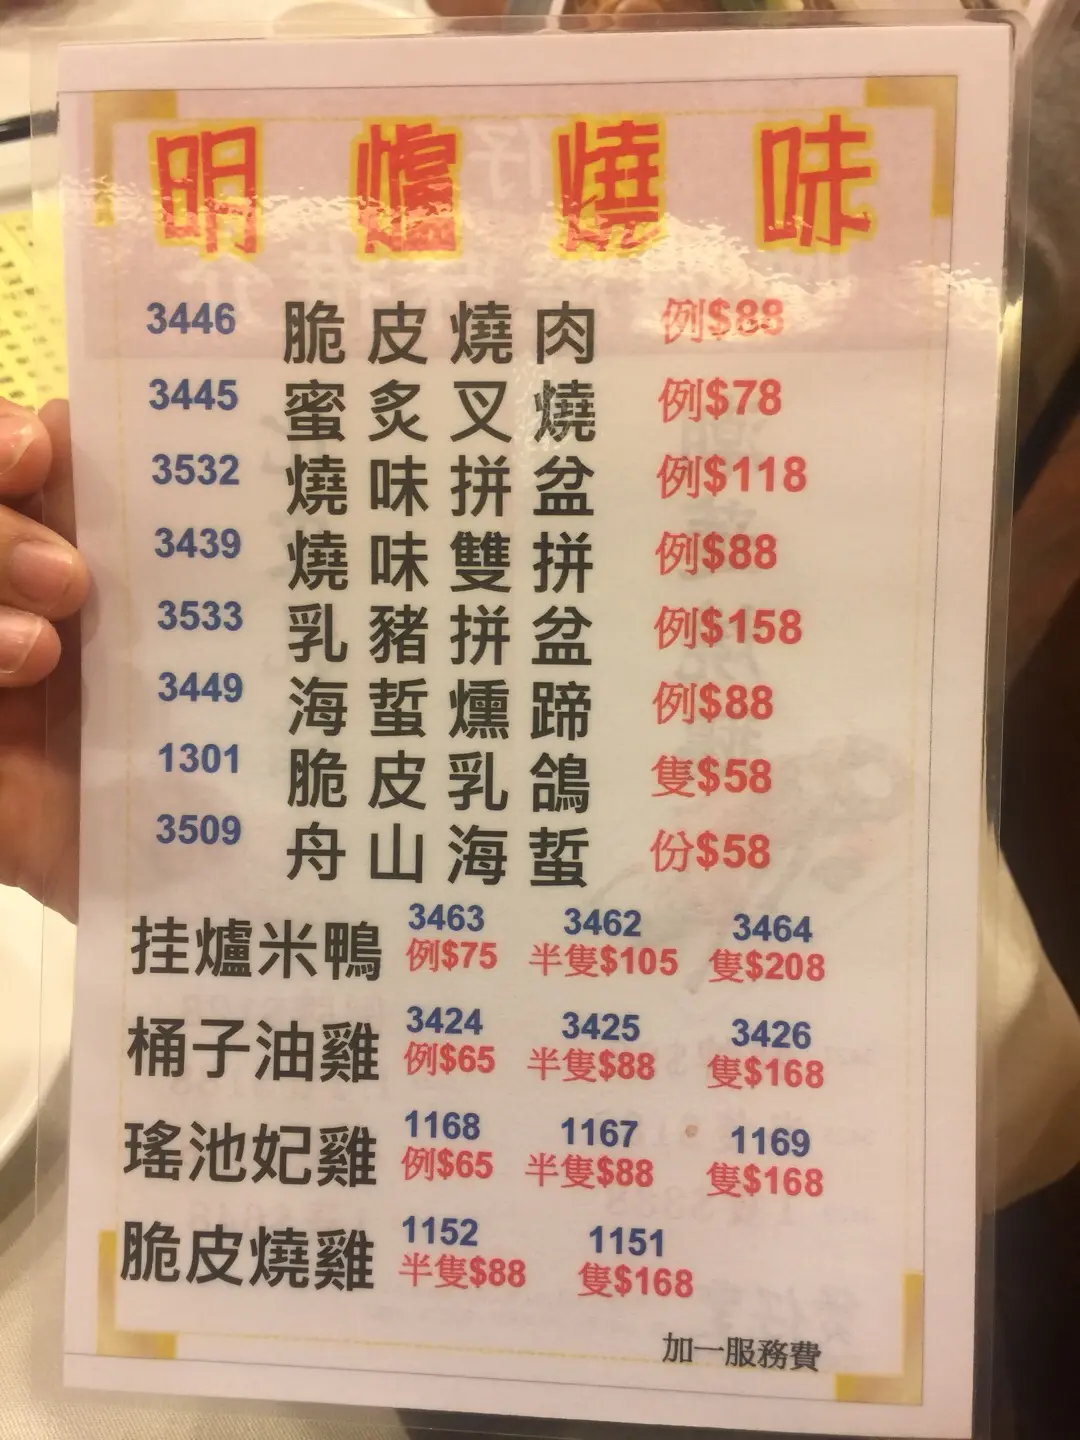 明爐燒味
3446 脆皮燒肉 例$88
3445 蜜炙叉燒 例$78
3532 燒味拼盆 例$118
3439 燒味雙拼 例$88
3533 乳豬拼盆 例$158
3449 海蜇燻蹄 例$88
1301 脆皮乳鴿 隻$58
3509 舟山海蜇 份$58
3463 3462 3464
挂爐米鴨 例$75 半隻$105 隻$208
3424 3425 3426
桶子油雞 例$65 半隻$88 隻$168
1168 1167 1169
瑤池妃雞 例$65 半隻$88 隻$168
1152 1151
脆皮燒雞 半隻$88 隻$168
加一服務費